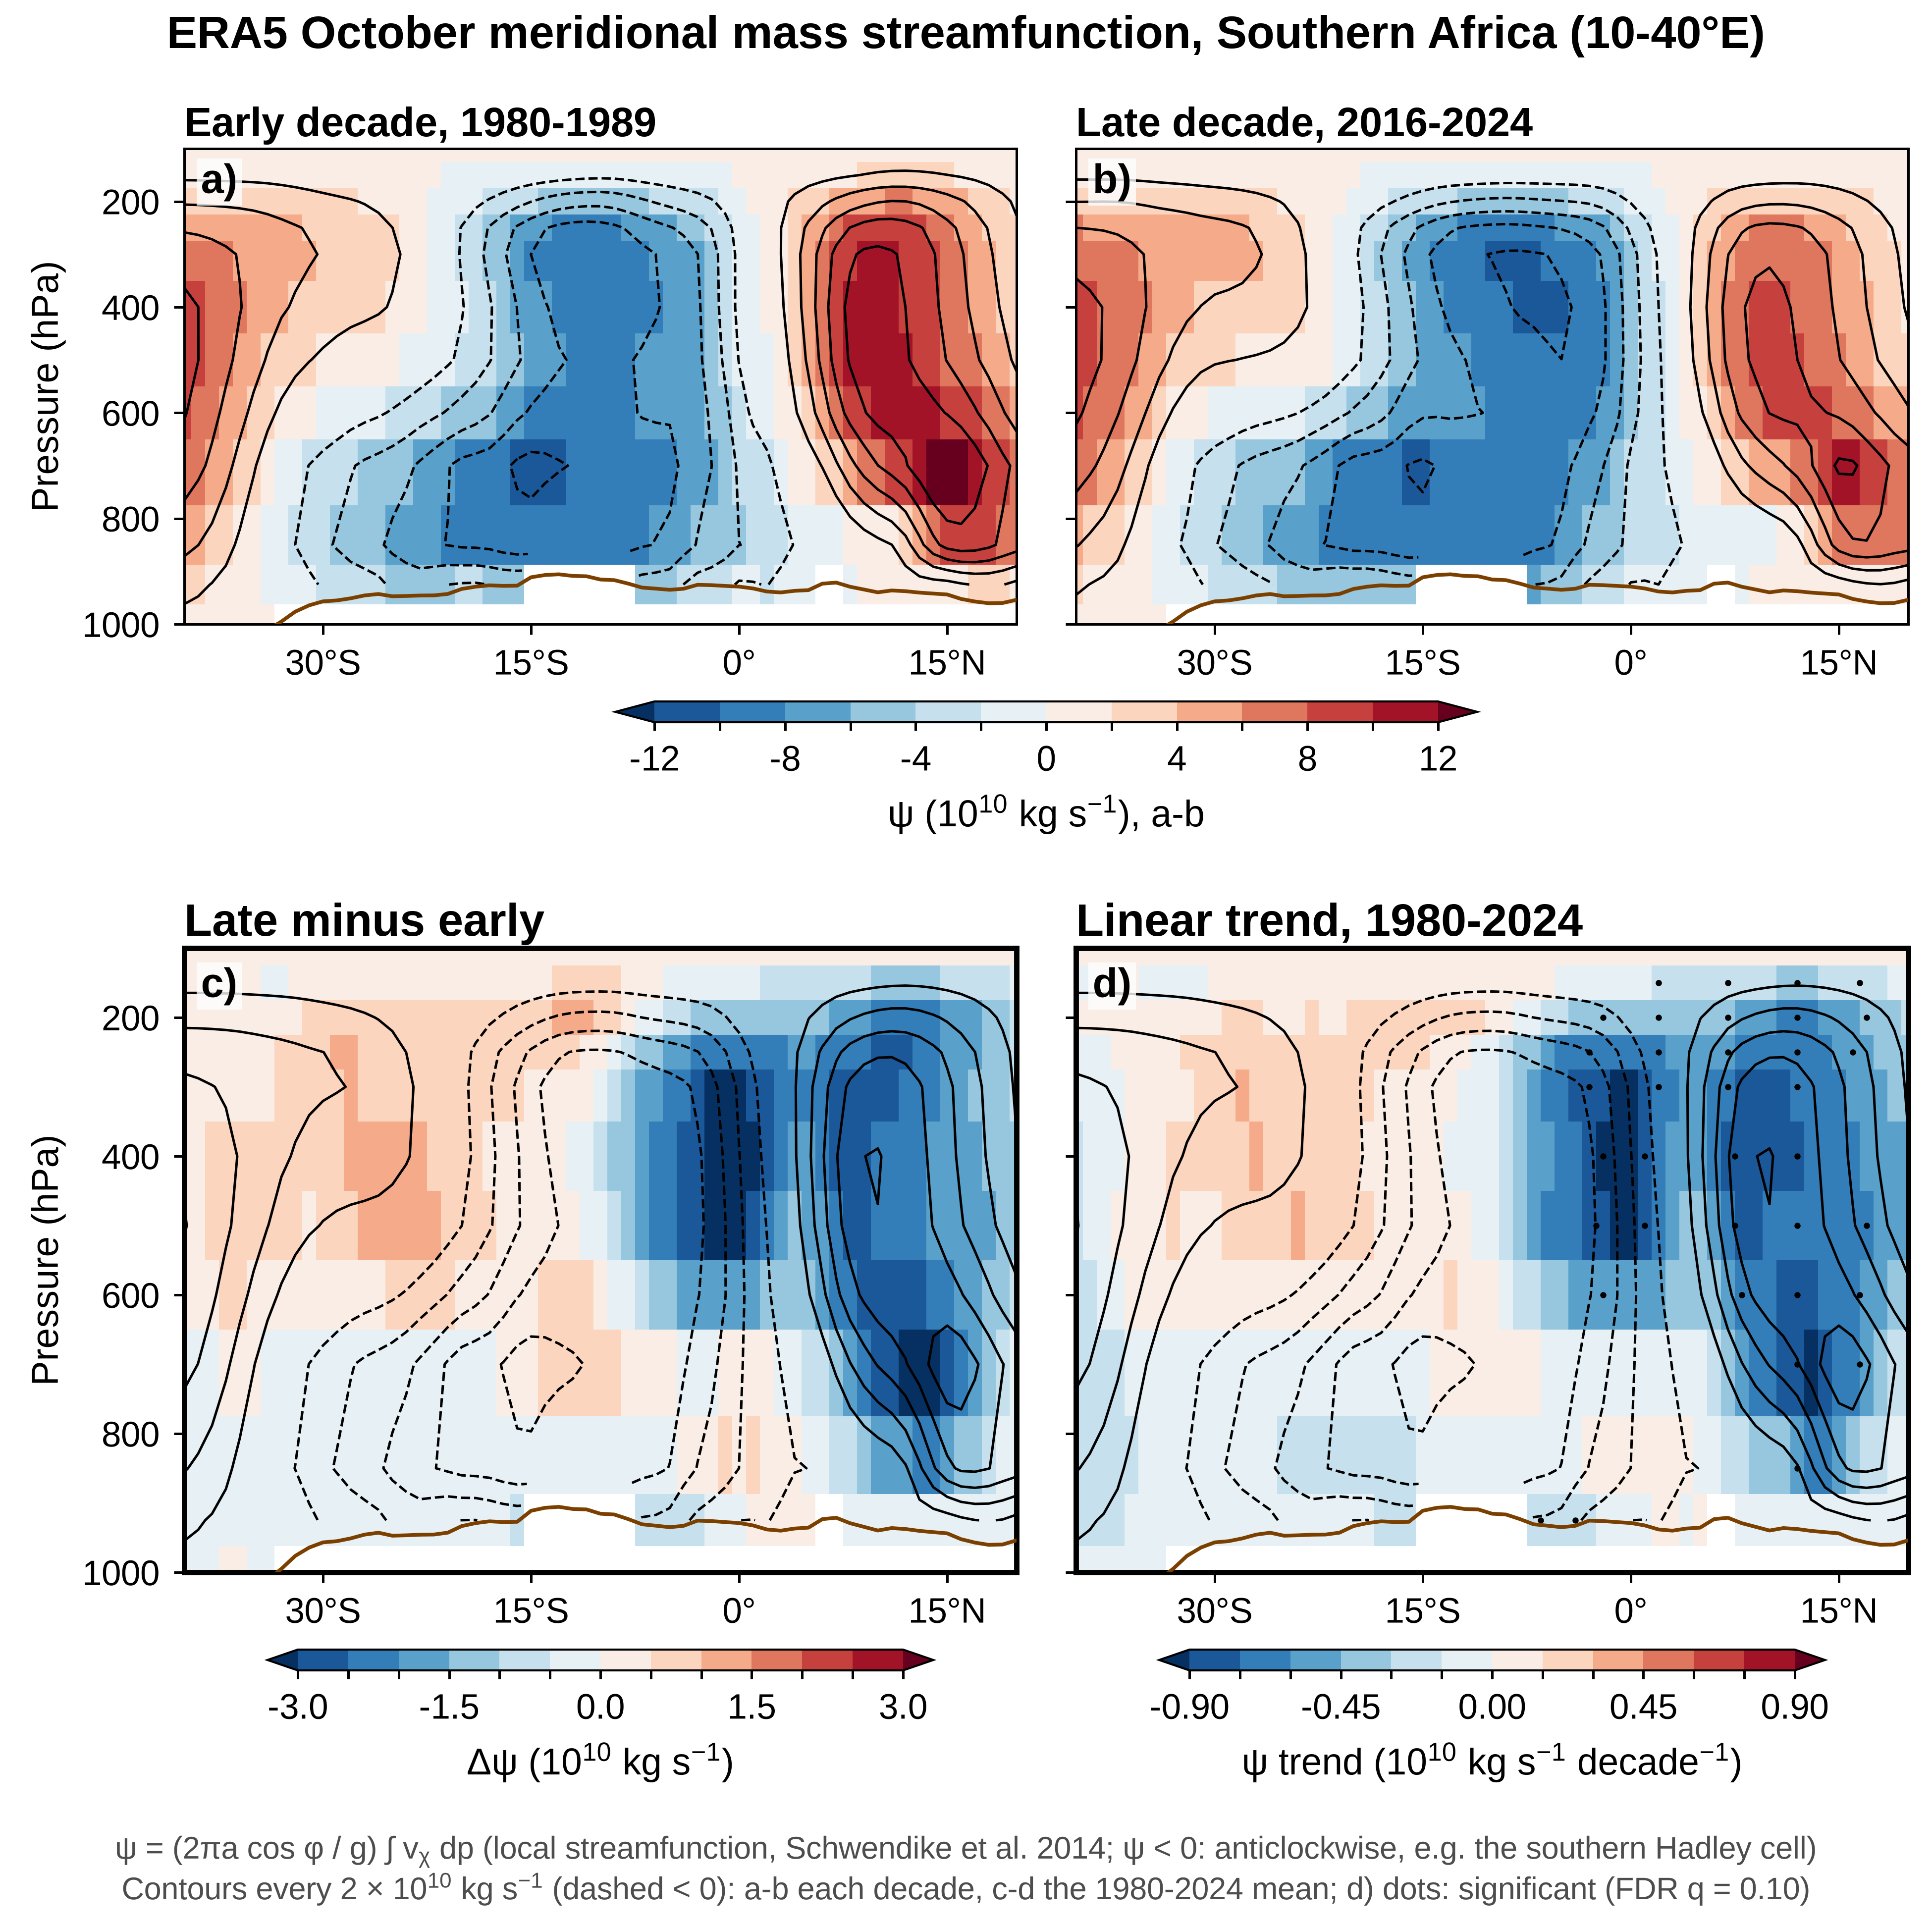 ERA5 October meridional mass streamfunction, Southern Africa (10-40°E)
Early decade, 1980-1989
Late decade, 2016-2024
a)
b)
Pressure (hPa)
200
400
600
800
1000
30°S 15°S 0° 15°N
30°S 15°S 0° 15°N
-12 -8 -4 0 4 8 12
ψ (10¹⁰ kg s⁻¹), a-b
Late minus early
Linear trend, 1980-2024
c)
d)
Pressure (hPa)
200
400
600
800
1000
30°S 15°S 0° 15°N
30°S 15°S 0° 15°N
-3.0 -1.5 0.0 1.5 3.0
-0.90 -0.45 0.00 0.45 0.90
Δψ (10¹⁰ kg s⁻¹)
ψ trend (10¹⁰ kg s⁻¹ decade⁻¹)
ψ = (2πa cos φ / g) ∫ vᵪ dp (local streamfunction, Schwendike et al. 2014; ψ < 0: anticlockwise, e.g. the southern Hadley cell)
Contours every 2 × 10¹⁰ kg s⁻¹ (dashed < 0): a-b each decade, c-d the 1980-2024 mean; d) dots: significant (FDR q = 0.10)